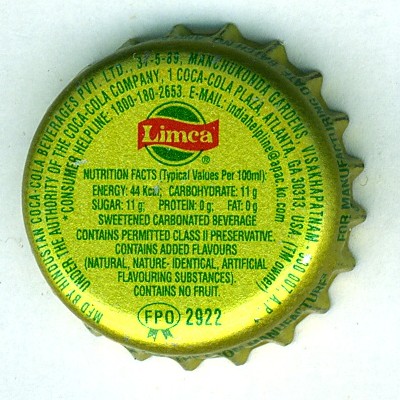 MFD BY HINDUSTAN COCA-COLA BEVERAGES PVT. LTD., 37-5-89, MANCHUKONDA GARDENS, VISAKHAPATNAM - 530 007, A.P.
UNDER THE AUTHORITY OF THE COCA-COLA COMPANY, 1 COCA-COLA PLAZA, ATLANTA, GA 30313 USA. (TM owner)
*CONSUMER HELPLINE: 1800-180-2653. E-MAIL: indiahelpline@apac.ko.com
Limca
®
NUTRITION FACTS (Typical Values Per 100ml):
ENERGY: 44 Kcal; CARBOHYDRATE: 11 g
SUGAR: 11 g; PROTEIN: 0 g; FAT: 0 g
SWEETENED CARBONATED BEVERAGE
CONTAINS PERMITTED CLASS II PRESERVATIVE.
CONTAINS ADDED FLAVOURS
(NATURAL, NATURE- IDENTICAL, ARTIFICIAL
FLAVOURING SUBSTANCES).
CONTAINS NO FRUIT.
FPO 2922
FOR MANUFACTURING